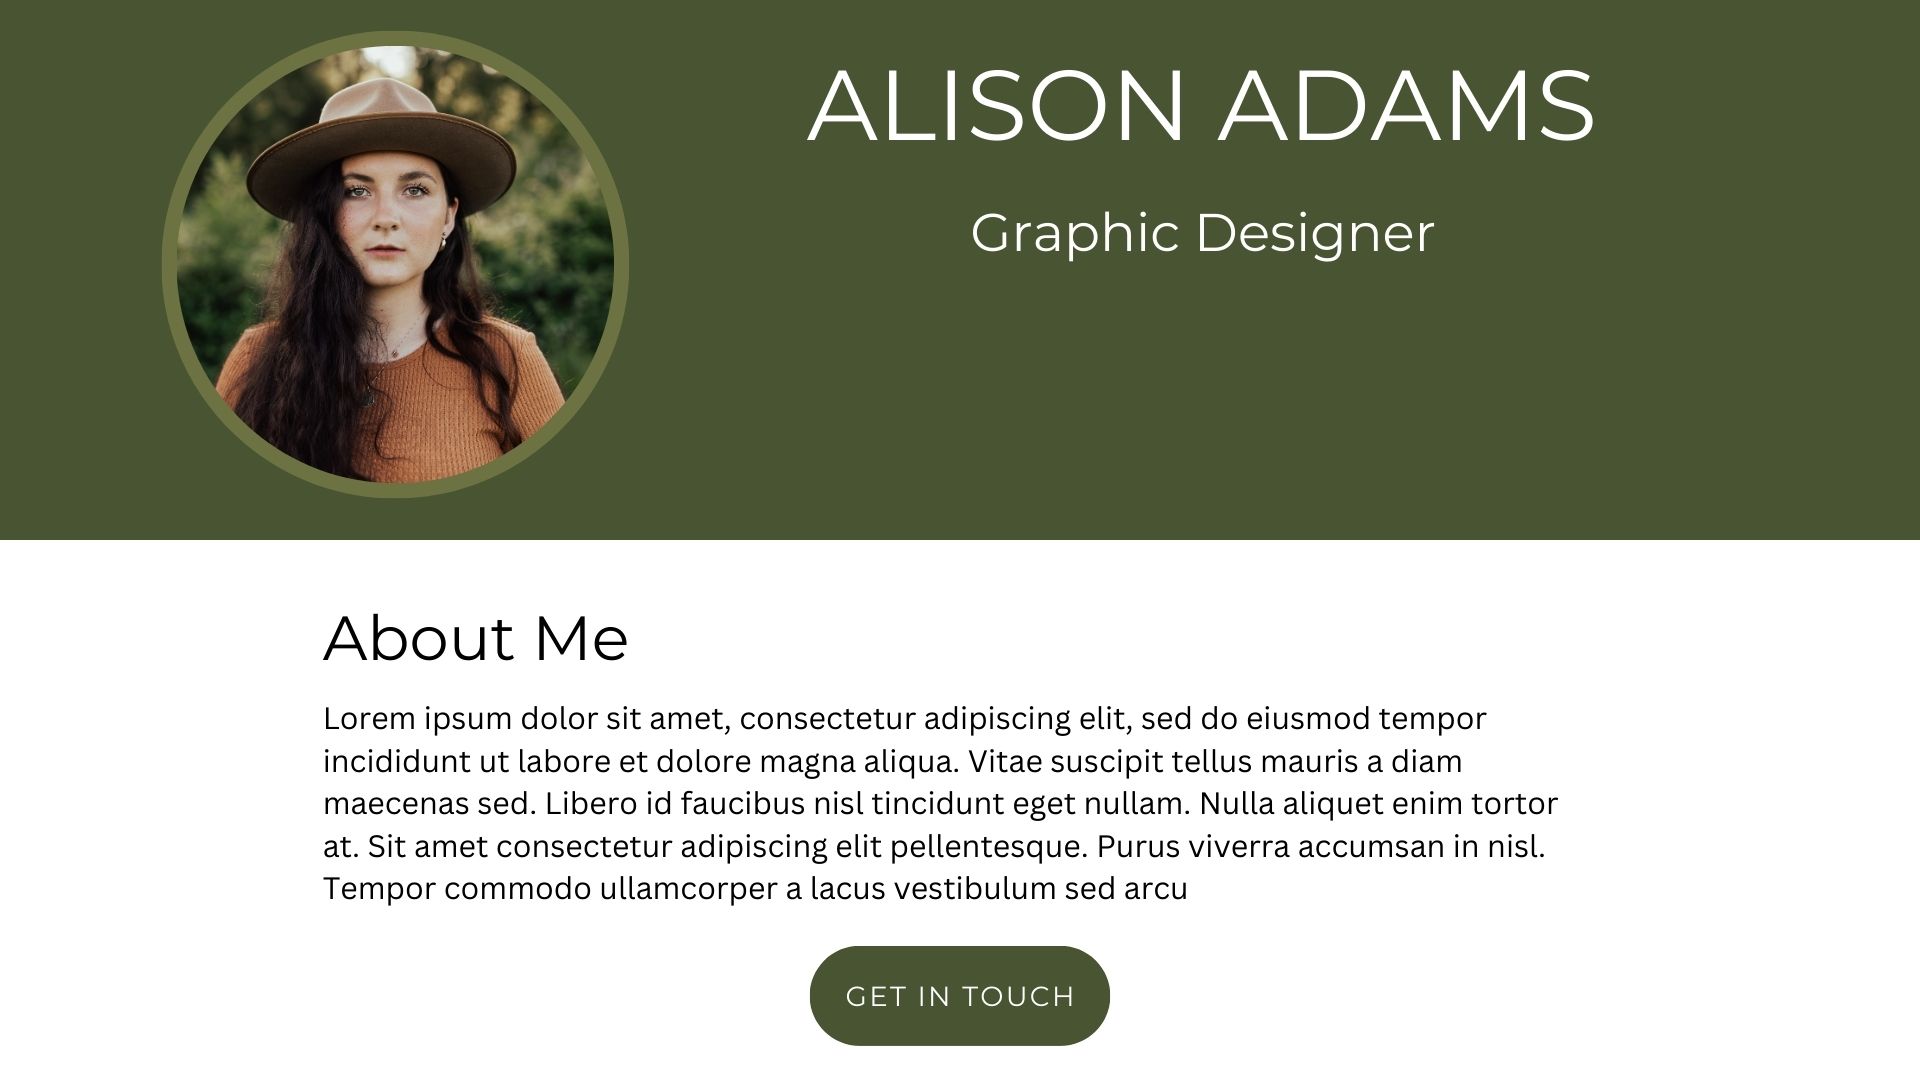 ALISON ADAMS
Graphic Designer
About Me
Lorem ipsum dolor sit amet, consectetur adipiscing elit, sed do eiusmod tempor
incididunt ut labore et dolore magna aliqua. Vitae suscipit tellus mauris a diam
maecenas sed. Libero id faucibus nisl tincidunt eget nullam. Nulla aliquet enim tortor
at. Sit amet consectetur adipiscing elit pellentesque. Purus viverra accumsan in nisl.
Tempor commodo ullamcorper a lacus vestibulum sed arcu
GET IN TOUCH